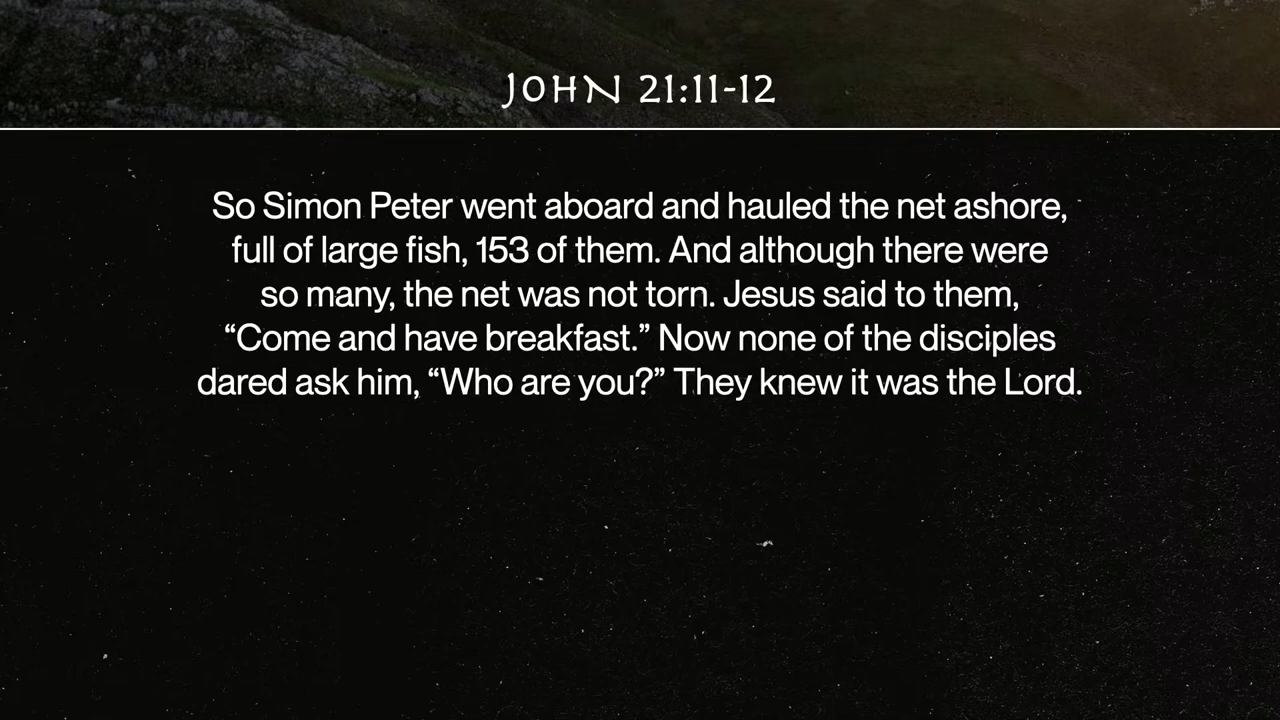 JOHN 21:11-12
So Simon Peter went aboard and hauled the net ashore,
full of large fish, 153 of them. And although there were
so many, the net was not torn. Jesus said to them,
“Come and have breakfast.” Now none of the disciples
dared ask him, “Who are you?” They knew it was the Lord.